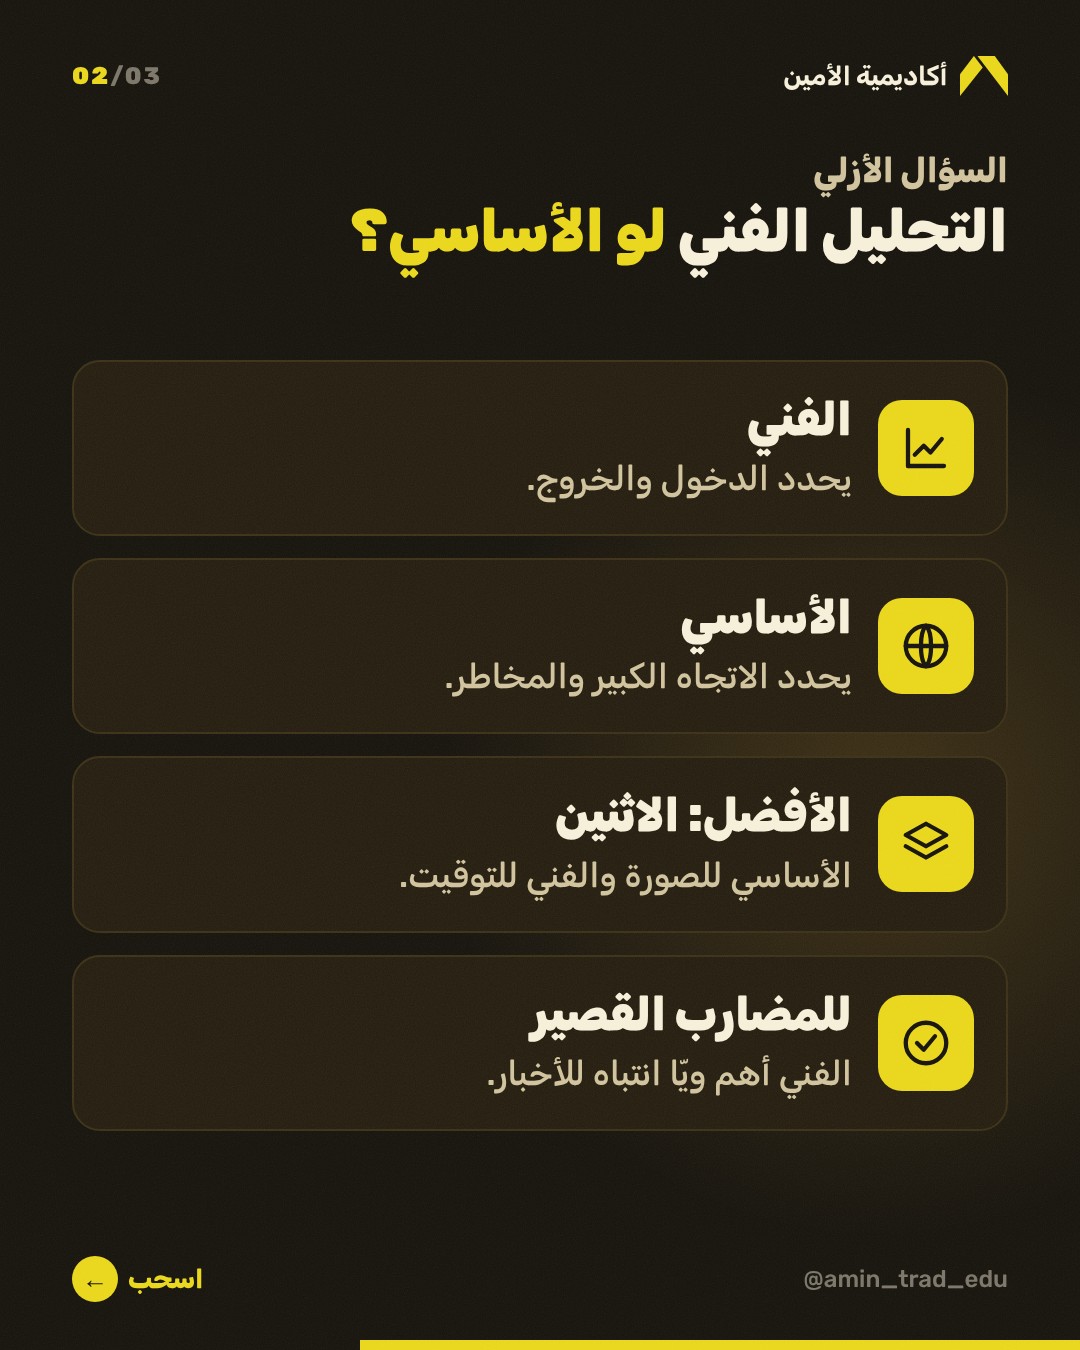 أكاديمية الأمين
02/03
السؤال الأزلي
التحليل الفني لو الأساسي؟
الفني
يحدد الدخول والخروج.
الأساسي
يحدد الاتجاه الكبير والمخاطر.
الأفضل: الاثنين
الأساسي للصورة والفني للتوقيت.
للمضارب القصير
الفني أهم ويّا انتباه للأخبار.
@amin_trad_edu
اسحب ←